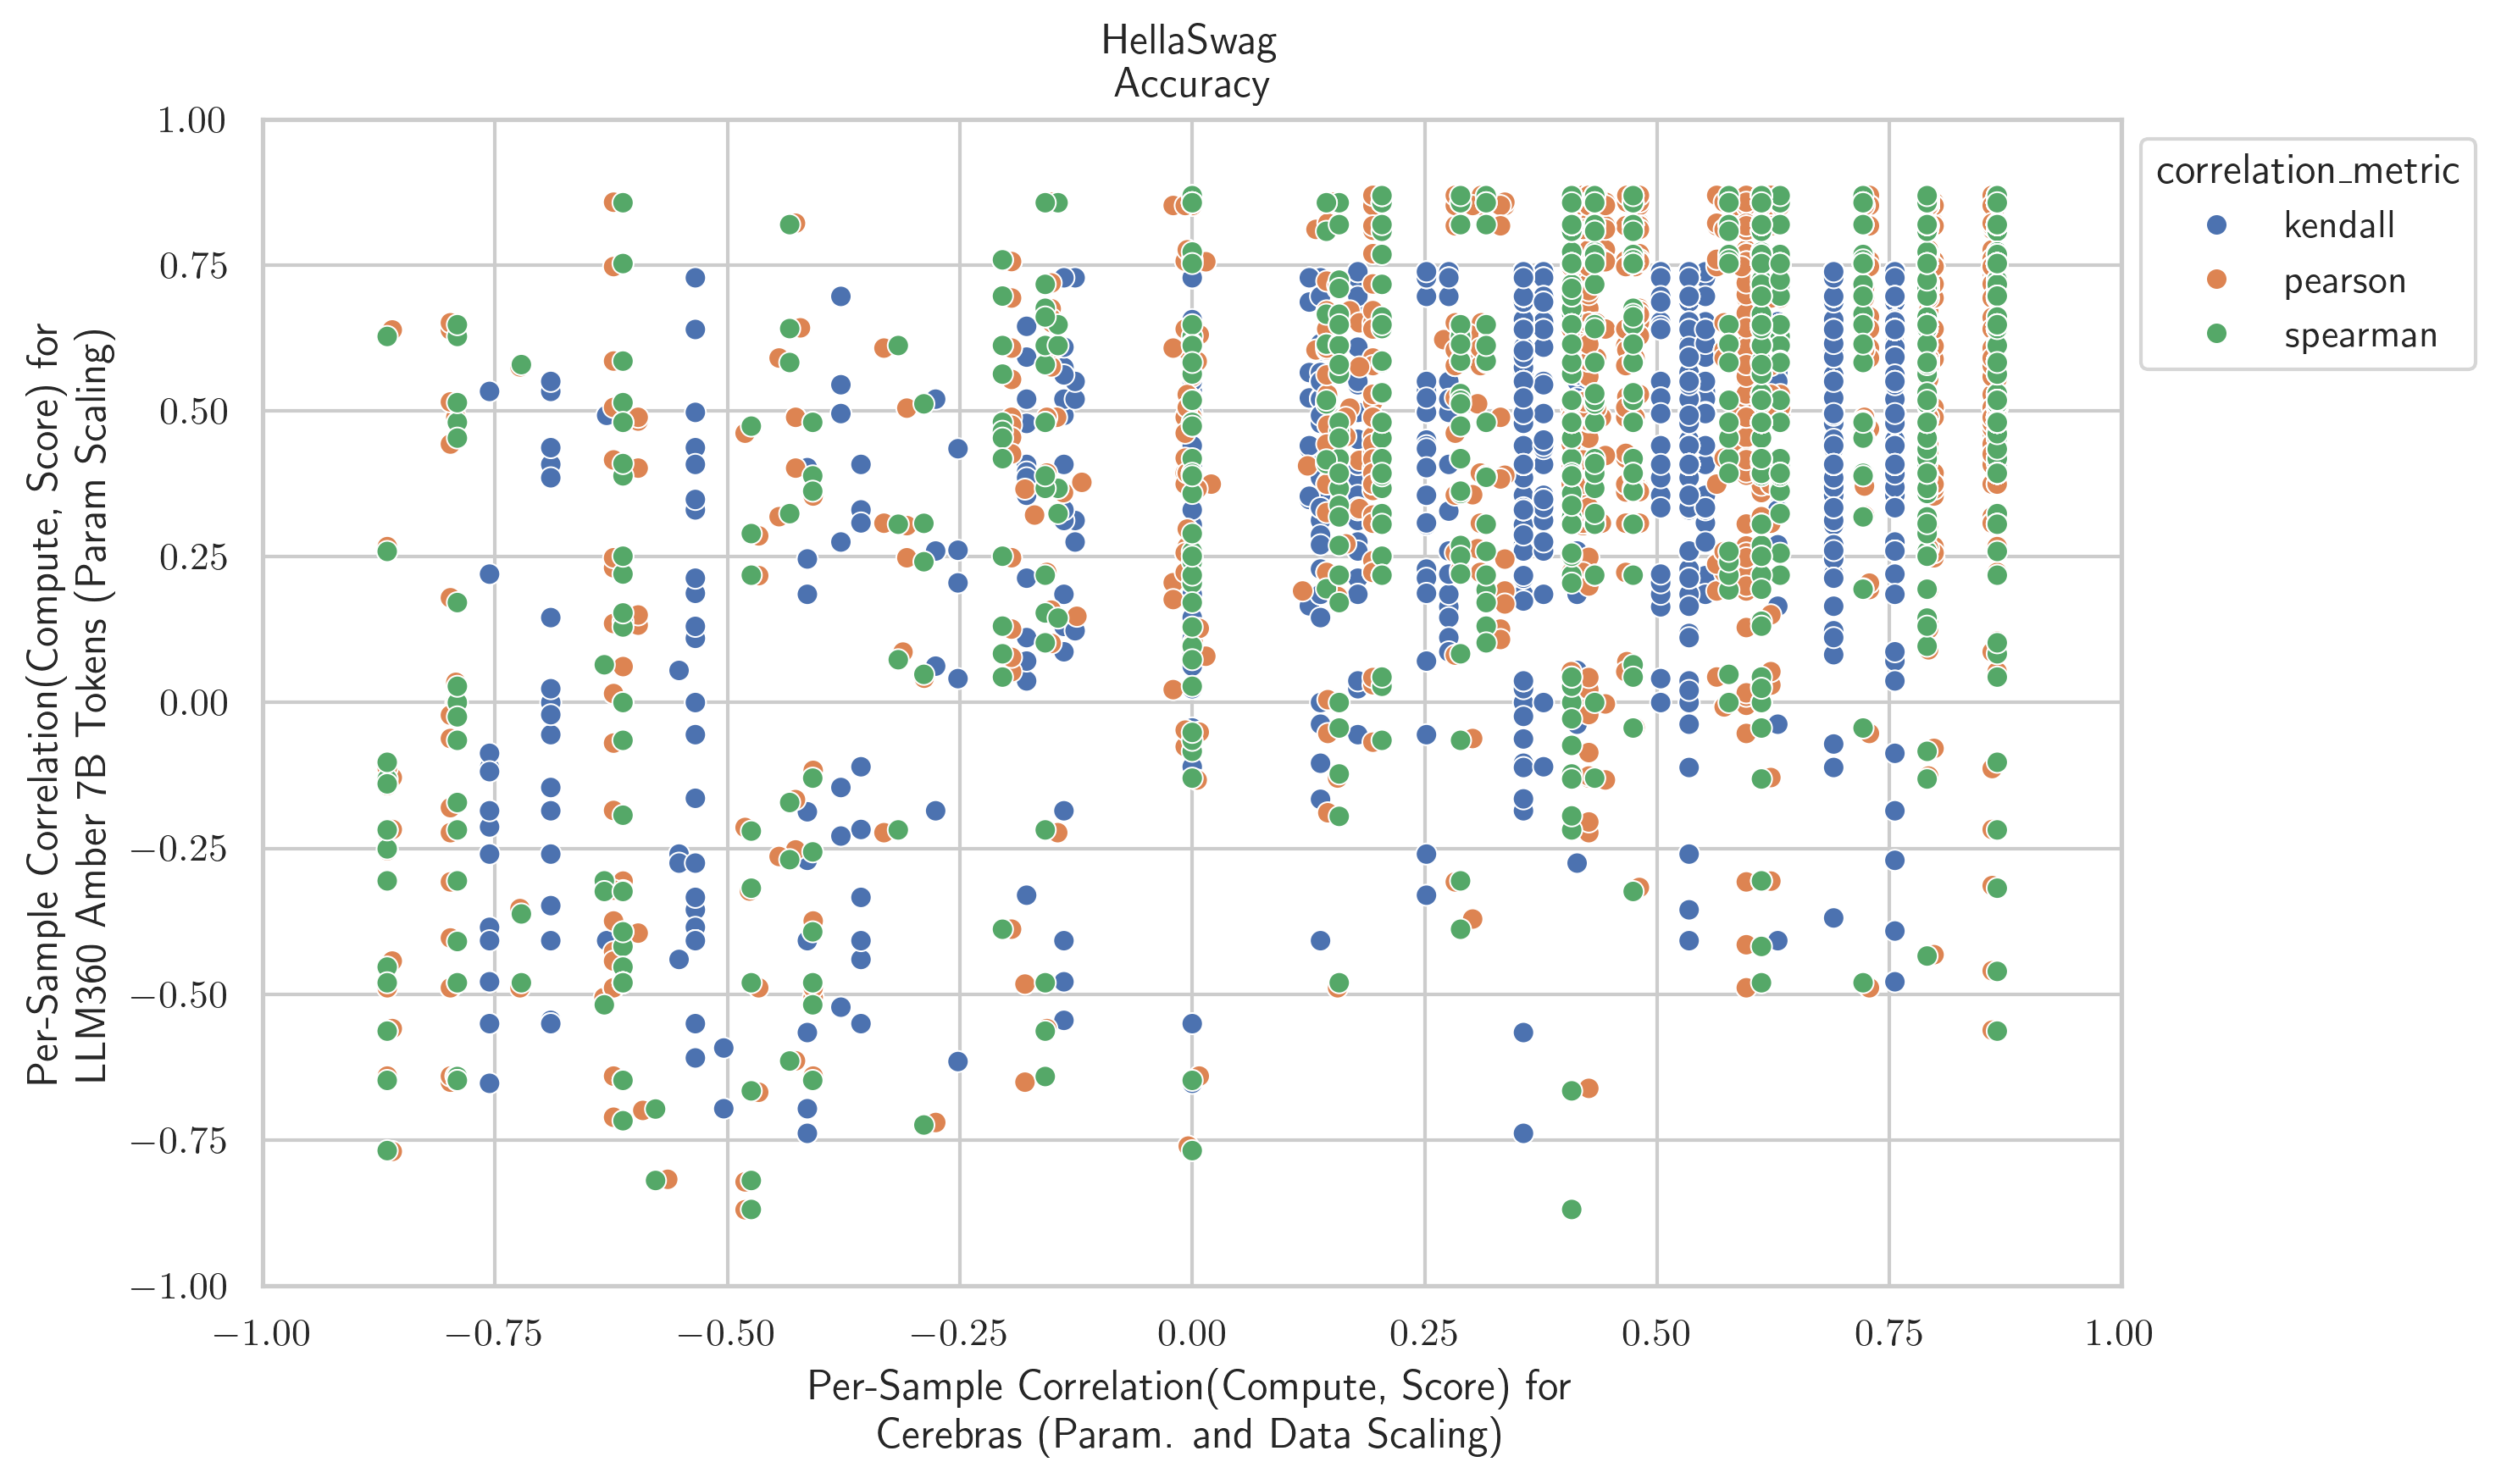 HellaSwag
Accuracy
Per-Sample Correlation(Compute, Score) for
LLM360 Amber 7B Tokens (Param Scaling)
1.00
0.75
0.50
0.25
0.00
−0.25
−0.50
−0.75
−1.00
−1.00 −0.75 −0.50 −0.25 0.00 0.25 0.50 0.75 1.00
Per-Sample Correlation(Compute, Score) for
Cerebras (Param. and Data Scaling)
correlation_metric
kendall
pearson
spearman